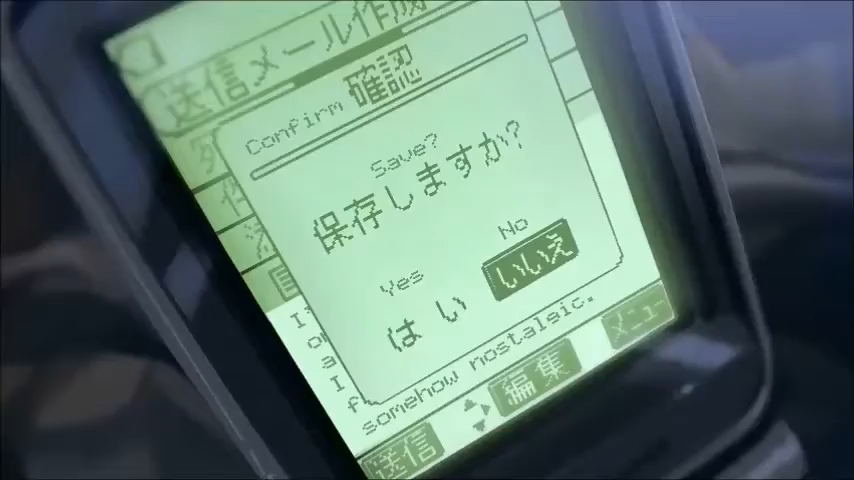 送信メール作成
Confirm 確認
Save?
保存しますか?
No
Yes
いいえ
はい
somehow nostalgic.
送信
編集
メニュー